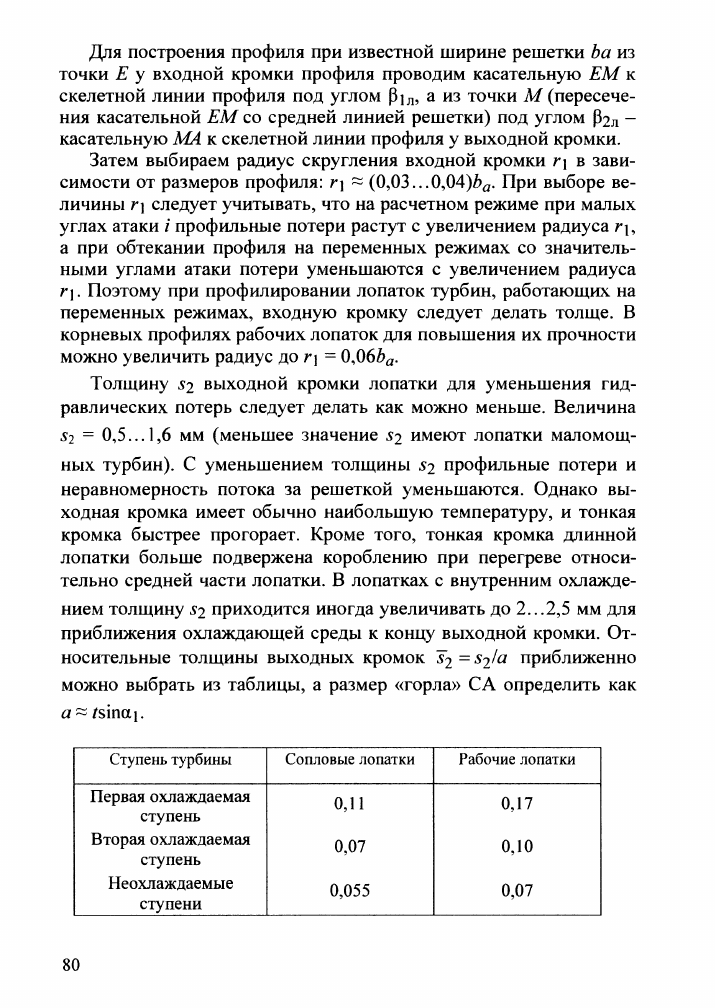 Для построения профиля при известной ширине решетки ba из
точки E у входной кромки профиля проводим касательную EM к
скелетной линии профиля под углом β₁л, а из точки M (пересече-
ния касательной EM со средней линией решетки) под углом β₂л –
касательную MA к скелетной линии профиля у выходной кромки.
Затем выбираем радиус скругления входной кромки r₁ в зави-
симости от размеров профиля: r₁ ≈ (0,03…0,04)bₐ. При выборе ве-
личины r₁ следует учитывать, что на расчетном режиме при малых
углах атаки i профильные потери растут с увеличением радиуса r₁,
а при обтекании профиля на переменных режимах со значитель-
ными углами атаки потери уменьшаются с увеличением радиуса
r₁. Поэтому при профилировании лопаток турбин, работающих на
переменных режимах, входную кромку следует делать толще. В
корневых профилях рабочих лопаток для повышения их прочности
можно увеличить радиус до r₁ = 0,06bₐ.
Толщину s₂ выходной кромки лопатки для уменьшения гид-
равлических потерь следует делать как можно меньше. Величина
s₂ = 0,5…1,6 мм (меньшее значение s₂ имеют лопатки маломощ-
ных турбин). С уменьшением толщины s₂ профильные потери и
неравномерность потока за решеткой уменьшаются. Однако вы-
ходная кромка имеет обычно наибольшую температуру, и тонкая
кромка быстрее прогорает. Кроме того, тонкая кромка длинной
лопатки больше подвержена короблению при перегреве относи-
тельно средней части лопатки. В лопатках с внутренним охлажде-
нием толщину s₂ приходится иногда увеличивать до 2…2,5 мм для
приближения охлаждающей среды к концу выходной кромки. От-
носительные толщины выходных кромок s̅₂ = s₂/a приближенно
можно выбрать из таблицы, а размер «горла» СА определить как
a ≈ tsinα₁.
Ступень турбины Сопловые лопатки Рабочие лопатки
Первая охлаждаемая
ступень 0,11 0,17
Вторая охлаждаемая
ступень 0,07 0,10
Неохлаждаемые
ступени 0,055 0,07
80